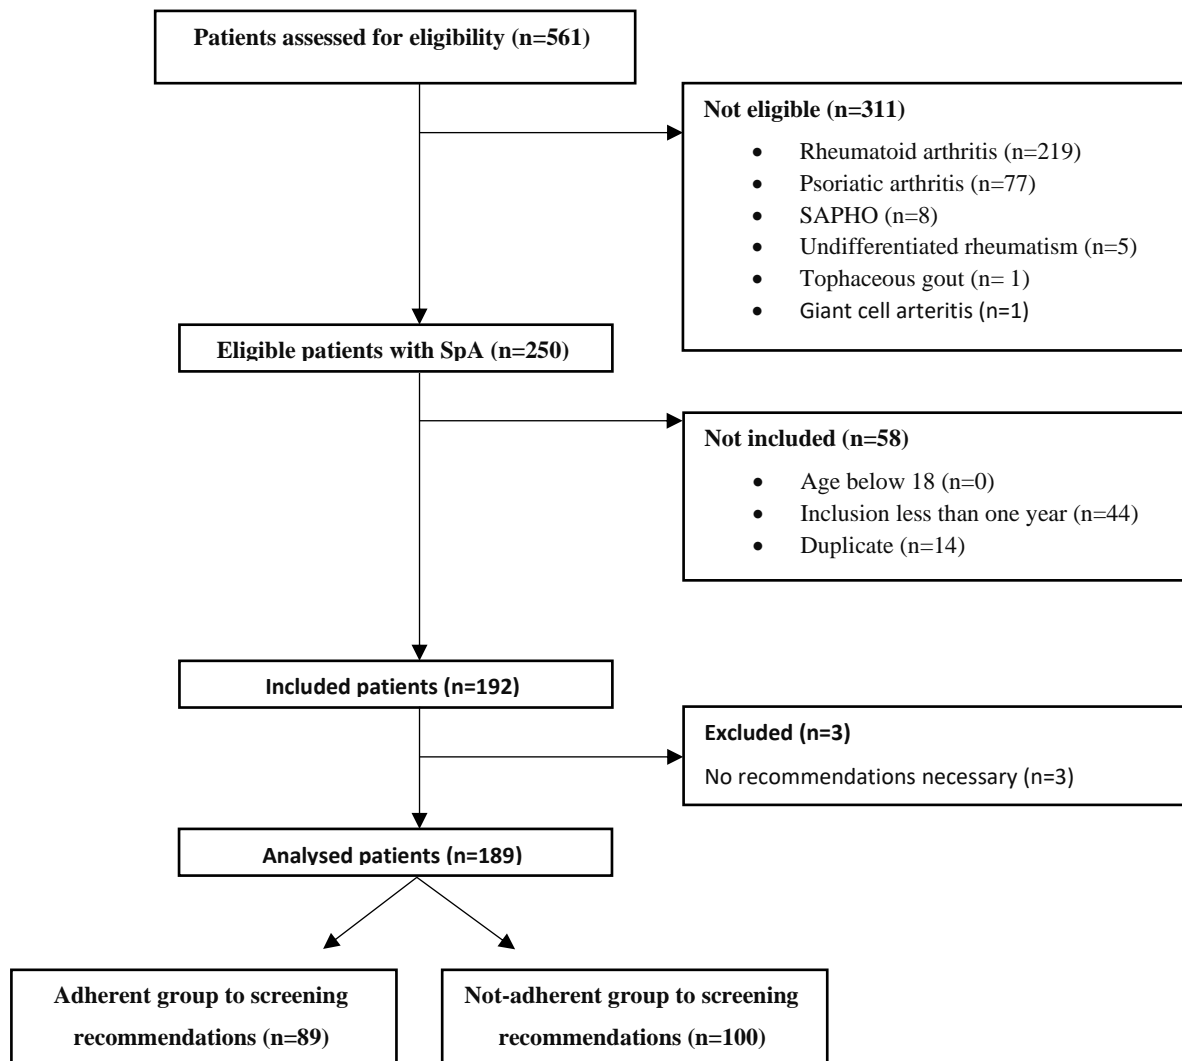 Patients assessed for eligibility (n=561)
Not eligible (n=311)
• Rheumatoid arthritis (n=219)
• Psoriatic arthritis (n=77)
• SAPHO (n=8)
• Undifferentiated rheumatism (n=5)
• Tophaceous gout (n= 1)
• Giant cell arteritis (n=1)
Eligible patients with SpA (n=250)
Not included (n=58)
• Age below 18 (n=0)
• Inclusion less than one year (n=44)
• Duplicate (n=14)
Included patients (n=192)
Excluded (n=3)
No recommendations necessary (n=3)
Analysed patients (n=189)
Adherent group to screening
recommendations (n=89)
Not-adherent group to screening
recommendations (n=100)